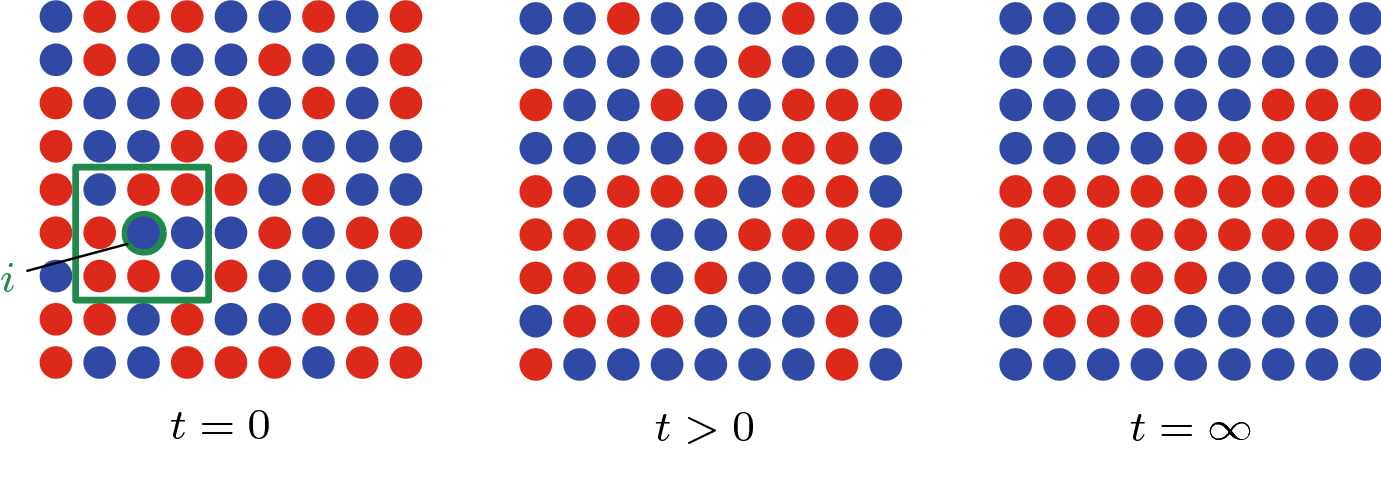 i
t = 0
t > 0
t = ∞